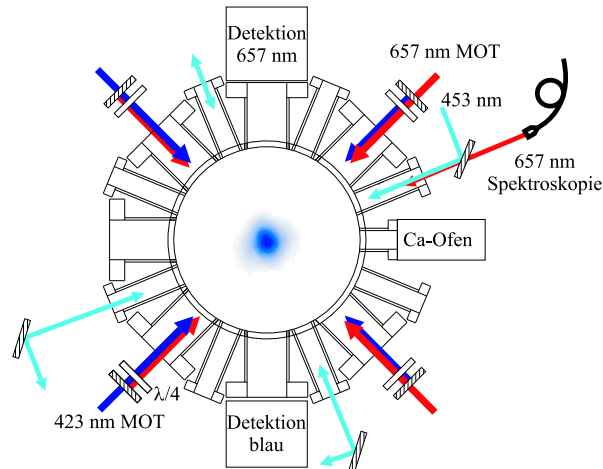 Detektion
657 nm
657 nm MOT
453 nm
657 nm
Spektroskopie
Ca-Ofen
λ/4
423 nm MOT
Detektion
blau